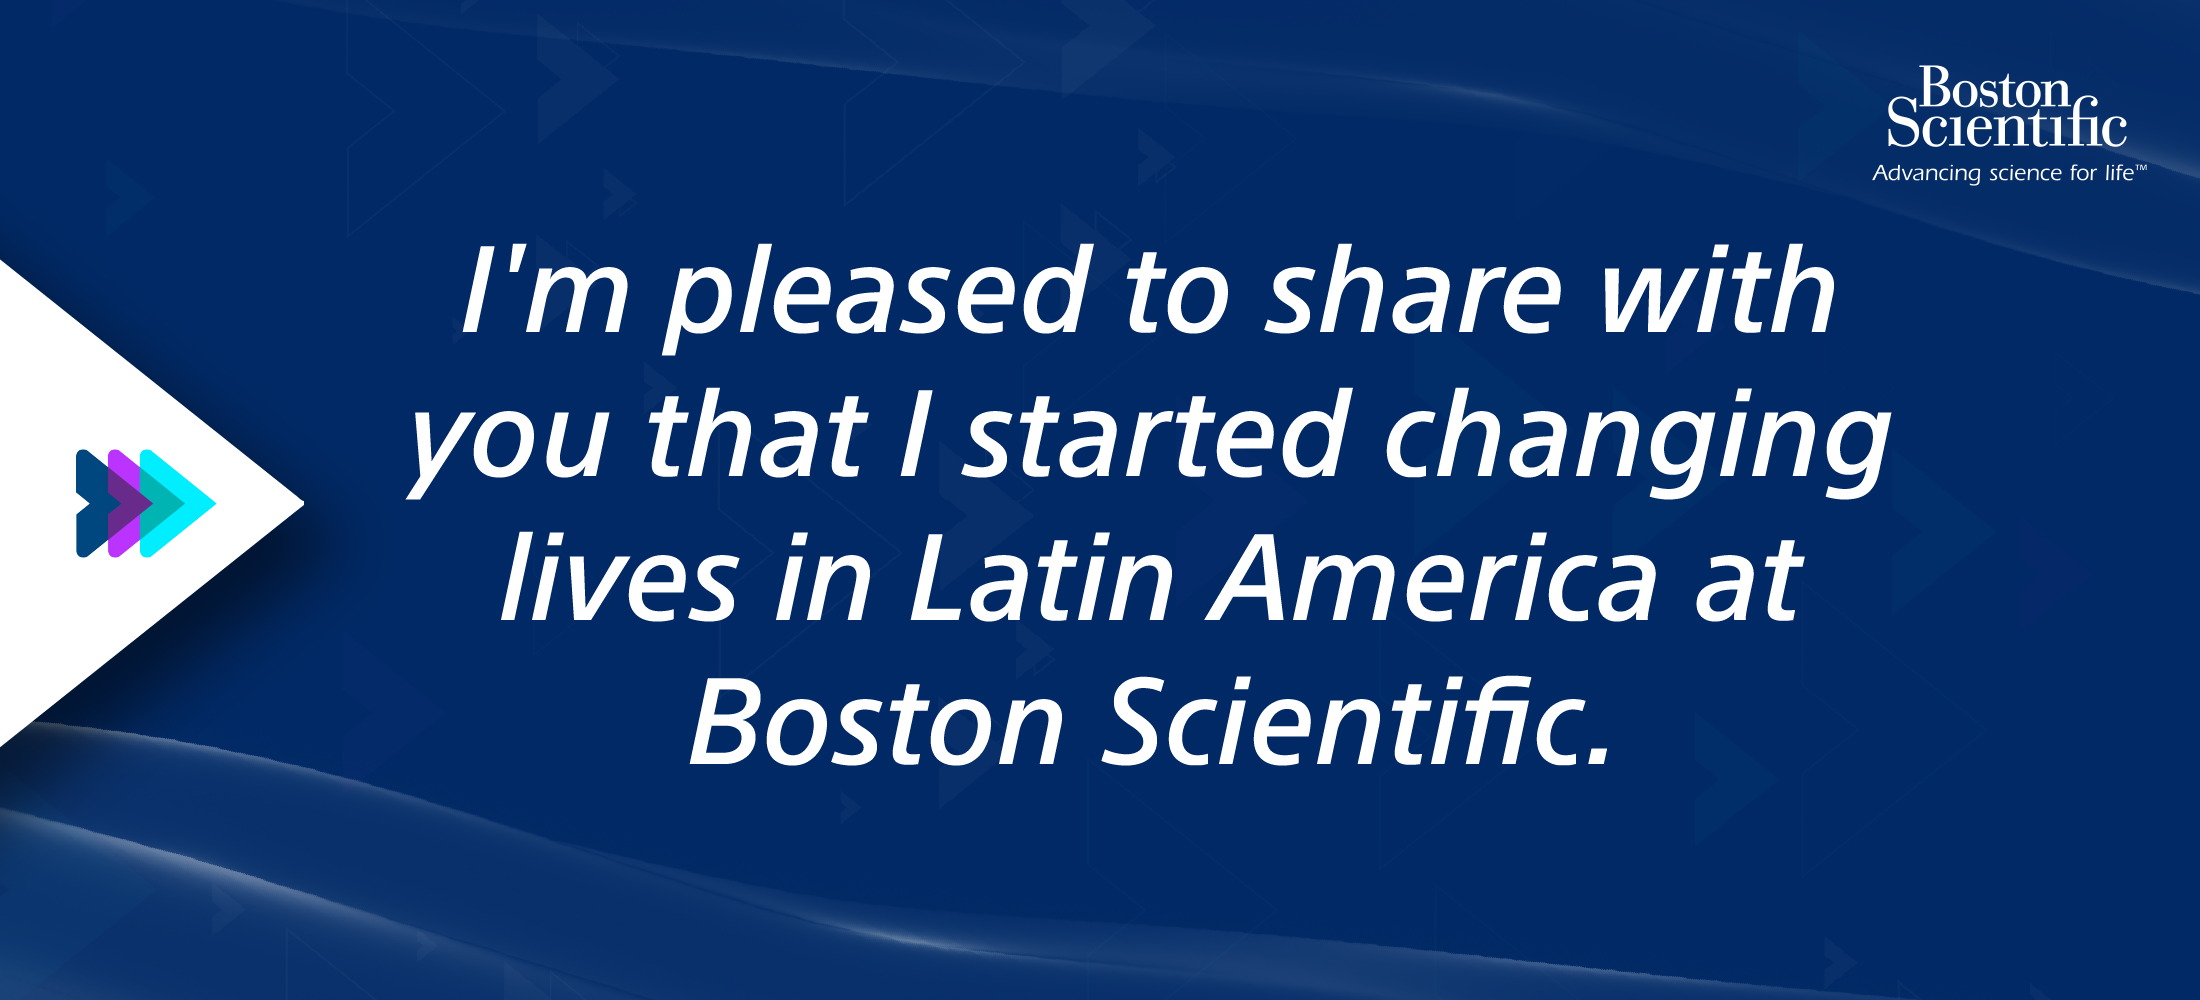 Boston
Scientific
Advancing science for life™
I'm pleased to share with
you that I started changing
lives in Latin America at
Boston Scientific.